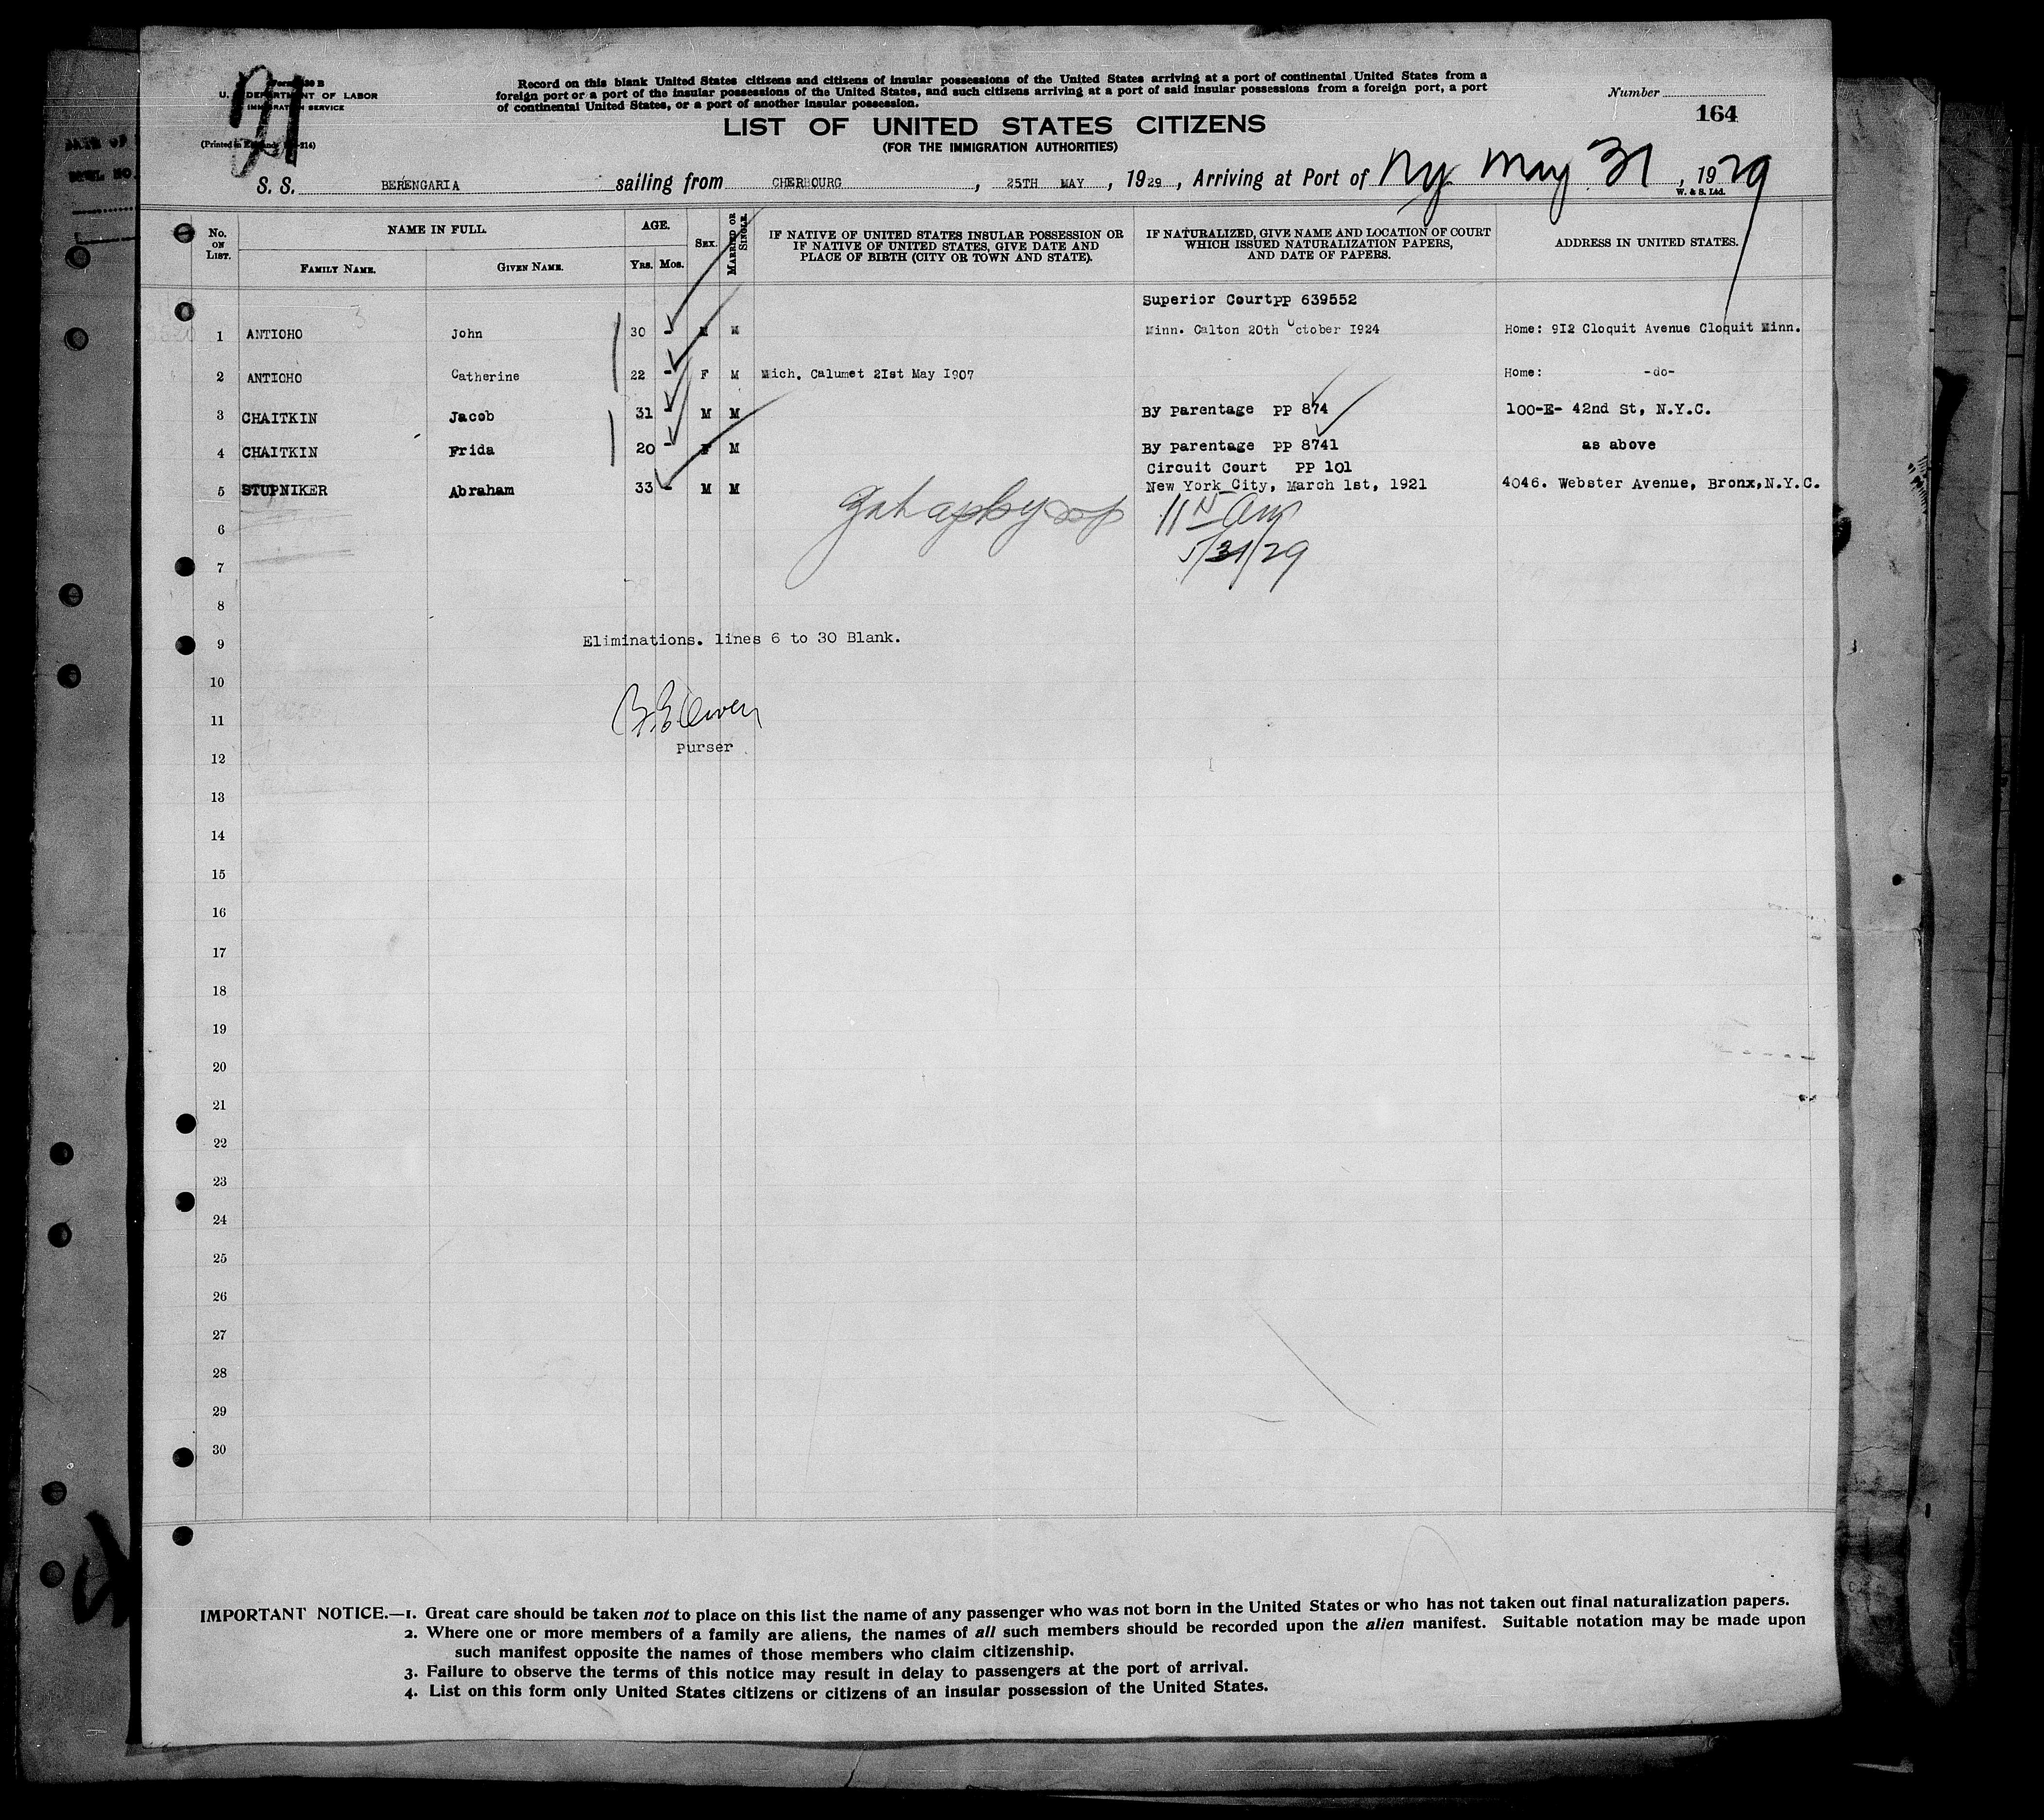 U. S. DEPARTMENT OF LABOR
IMMIGRATION SERVICE
Record on this blank United States citizens and citizens of insular possessions of the United States arriving at a port of continental United States from a
foreign port or a port of the insular possessions of the United States, and such citizens arriving at a port of said insular possessions from a foreign port, a port
of continental United States, or a port of another insular possession.
Number
164
LIST OF UNITED STATES CITIZENS
(FOR THE IMMIGRATION AUTHORITIES)
S. S. BERENGARIA sailing from CHERBOURG, 25TH MAY, 1929, Arriving at Port of Ny May 31, 1929
W. & S. Ltd.
No. ON LIST. NAME IN FULL. AGE. SEX. MARRIED OR SINGLE. IF NATIVE OF UNITED STATES INSULAR POSSESSION OR IF NATIVE OF UNITED STATES, GIVE DATE AND PLACE OF BIRTH (CITY OR TOWN AND STATE). IF NATURALIZED, GIVE NAME AND LOCATION OF COURT WHICH ISSUED NATURALIZATION PAPERS, AND DATE OF PAPERS. ADDRESS IN UNITED STATES.
FAMILY NAME. GIVEN NAME. YRS. MOS.
Superior Court PP 639552
1 ANTIOHO John 30 - M M Minn. Calton 20th October 1924 Home: 912 Cloquit Avenue Cloquit Minn.
2 ANTIOHO Catherine 22 - F M Mich. Calumet 21st May 1907 Home: -do-
3 CHAITKIN Jacob 31 - M M By parentage PP 874 100-E- 42nd St, N.Y.C.
4 CHAITKIN Frida 20 - F M By parentage PP 8741 as above
Circuit Court PP 101
5 STUPNIKER Abraham 33 - M M New York City, March 1st, 1921 4046. Webster Avenue, Bronx, N.Y.C.
6
5/31/29
7
8
9 Eliminations. lines 6 to 30 Blank.
10
11
Purser
12
13
14
15
16
17
18
19
20
21
22
23
24
25
26
27
28
29
30
IMPORTANT NOTICE.—1. Great care should be taken not to place on this list the name of any passenger who was not born in the United States or who has not taken out final naturalization papers.
2. Where one or more members of a family are aliens, the names of all such members should be recorded upon the alien manifest. Suitable notation may be made upon
such manifest opposite the names of those members who claim citizenship.
3. Failure to observe the terms of this notice may result in delay to passengers at the port of arrival.
4. List on this form only United States citizens or citizens of an insular possession of the United States.